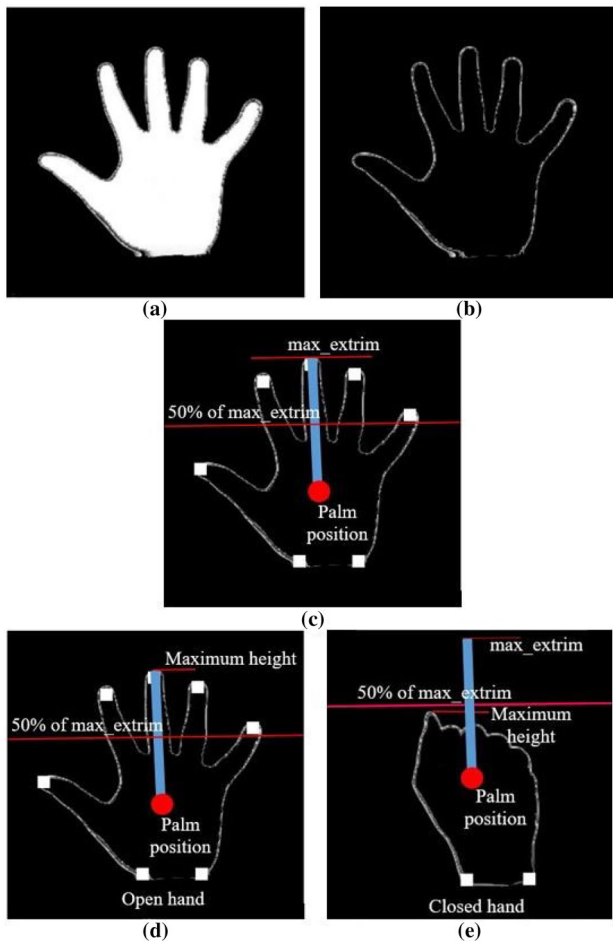 (a)
(b)
max_extrim
50% of max_extrim
Palm
position
(c)
Maximum height
50% of max_extrim
Palm
position
Open hand
(d)
max_extrim
50% of max_extrim
Maximum
height
Palm
position
Closed hand
(e)